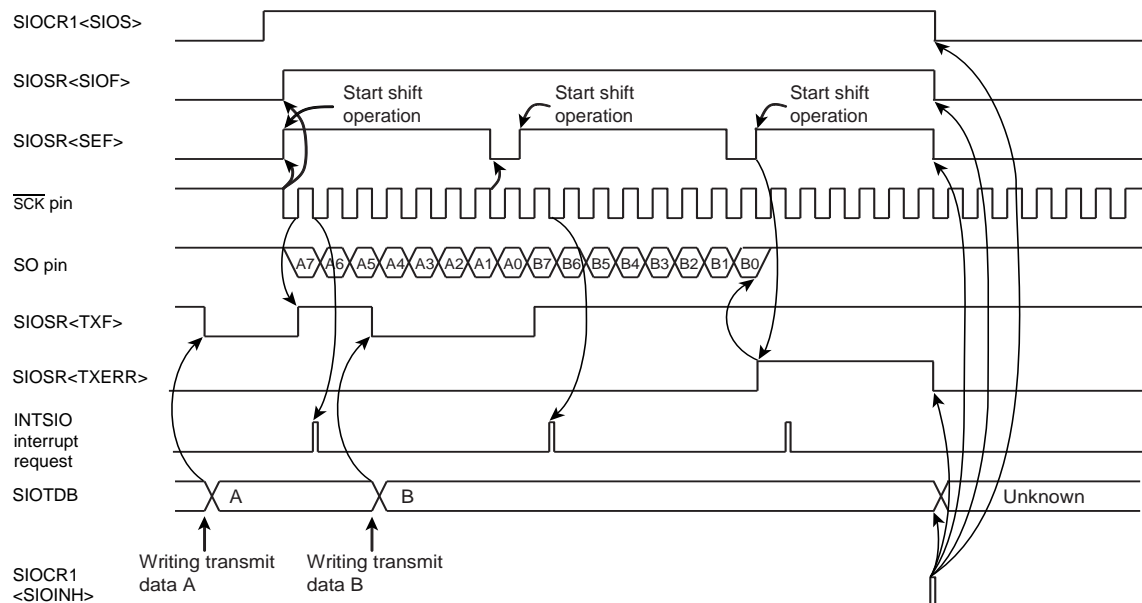 SIOCR1<SIOS>
SIOSR<SIOF>
Start shift
operation
Start shift
operation
Start shift
operation
SIOSR<SEF>
SCK pin
SO pin
A7 A6 A5 A4 A3 A2 A1 A0 B7 B6 B5 B4 B3 B2 B1 B0
SIOSR<TXF>
SIOSR<TXERR>
INTSIO
interrupt
request
SIOTDB
A
B
Unknown
Writing transmit
data A
Writing transmit
data B
SIOCR1
<SIOINH>